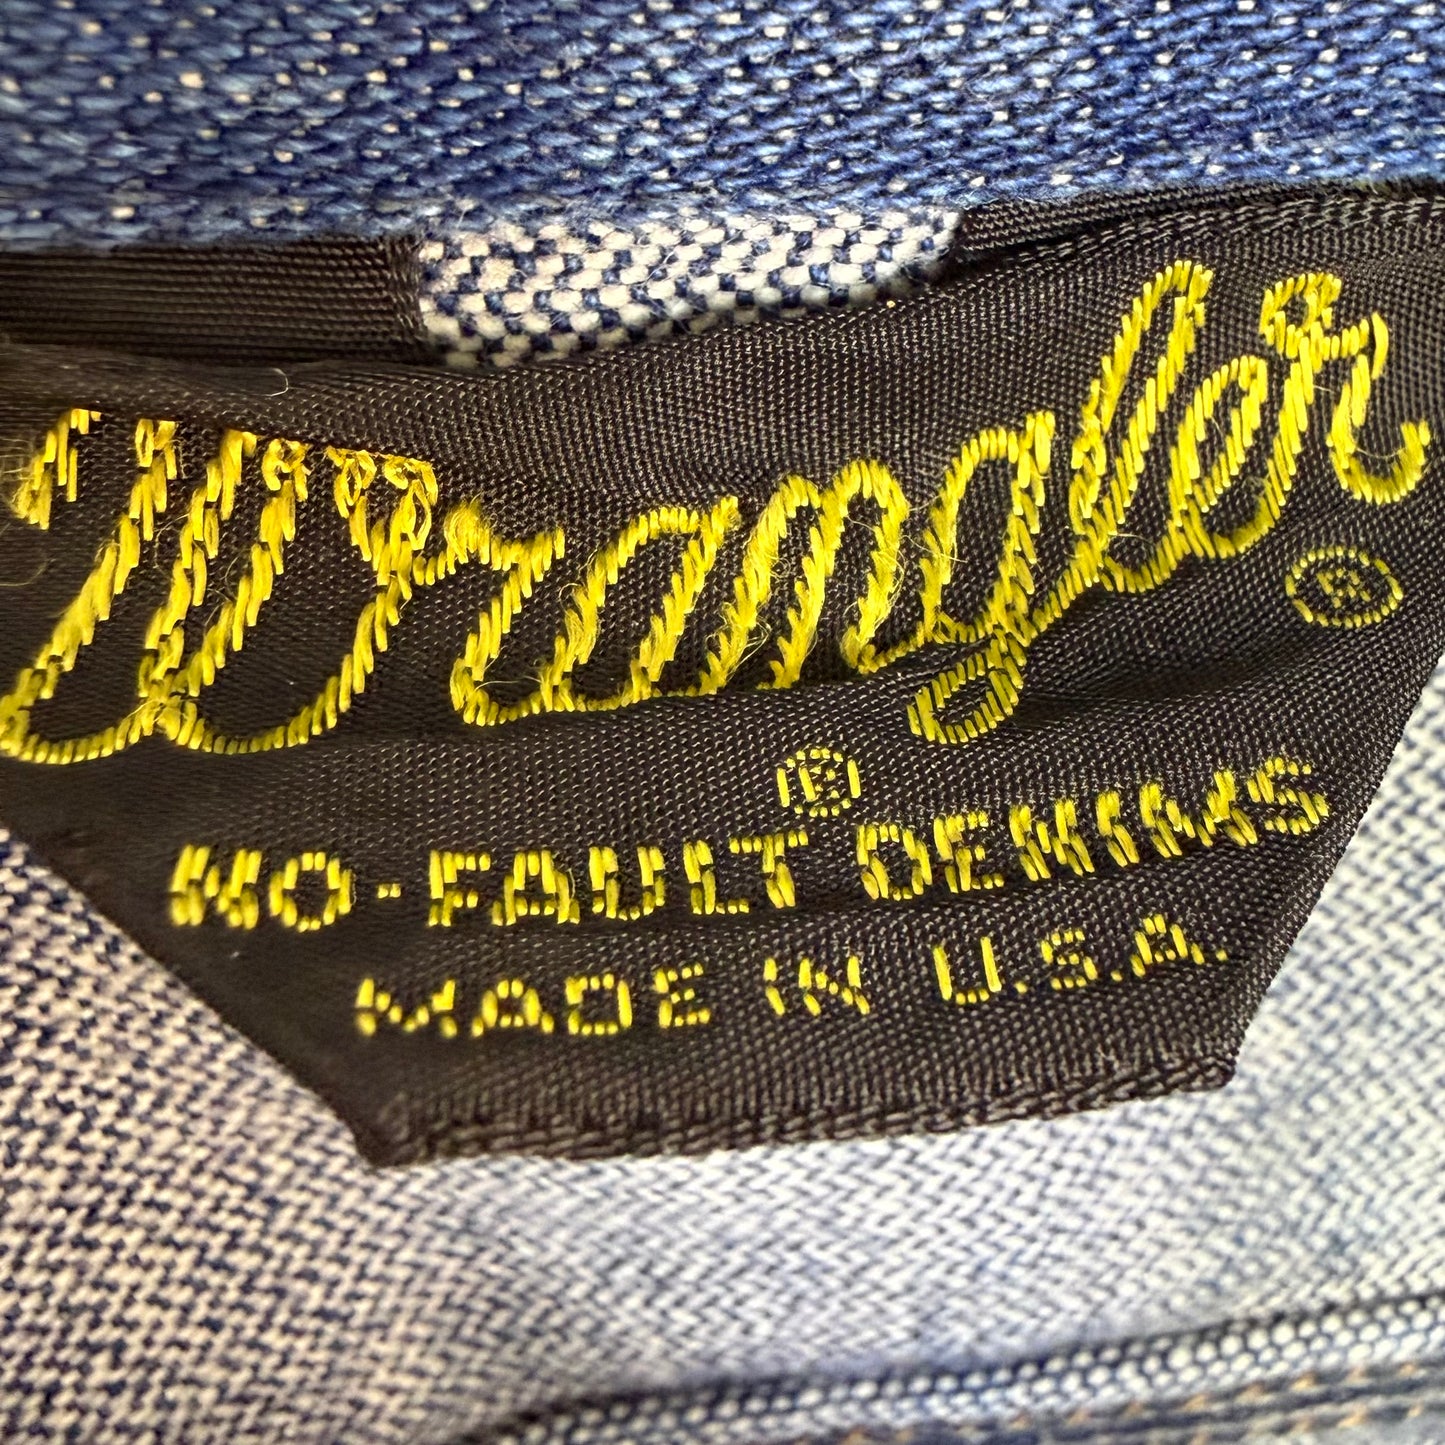 Wrangler®
®
NO-FAULT DENIMS
MADE IN U.S.A.